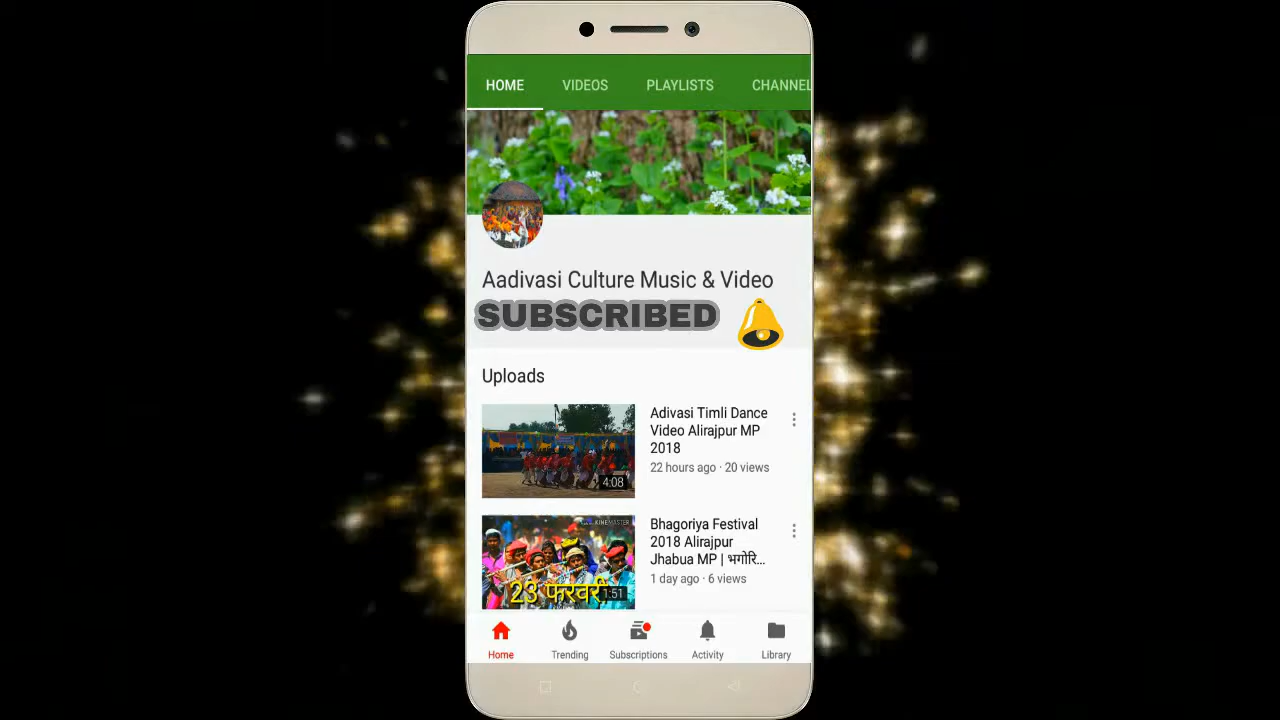 HOME VIDEOS PLAYLISTS CHANNEL
Aadivasi Culture Music & Video
SUBSCRIBED
Uploads
Adivasi Timli Dance
Video Alirajpur MP
2018
22 hours ago · 20 views
4:08
KINEMASTER
Bhagoriya Festival
2018 Alirajpur
Jhabua MP | भगोरि...
1 day ago · 6 views
23 फरवरी
1:51
Home Trending Subscriptions Activity Library